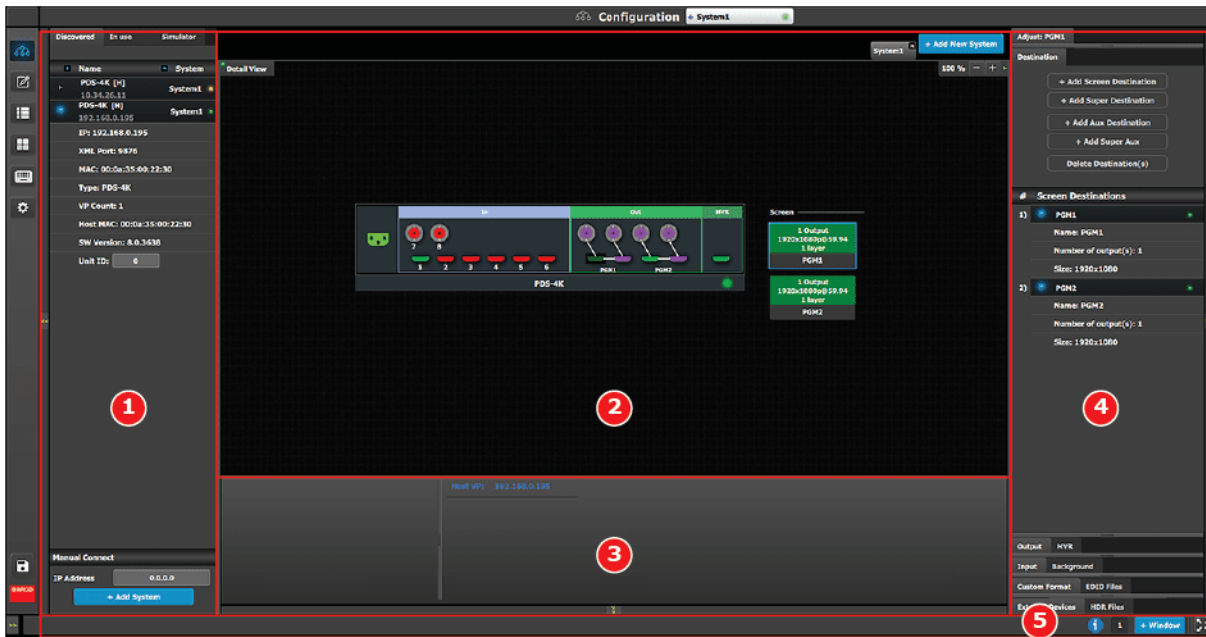 Configuration
System1
Discovered
In use
Simulator
Name
System
PDS-4K [H]
System1
10.34.26.11
PDS-4K [H]
System1
192.168.0.195
IP: 192.168.0.195
XML Port: 9876
MAC: 00:0a:35:00:22:30
Type: PDS-4K
VP Count: 1
Host MAC: 00:0a:35:00:22:30
SW Version: 8.0.3638
Unit ID: 0
1
Manual Connect
IP Address 0.0.0.0
+ Add System
BARCO
System1
+ Add New System
Detail View
100 % - +
In
Out
MVR
7 8
1 2 3 4 5 6
PGM1 PGM2
PDS-4K
Screen
1 Output
1920x1080p@59.94
1 layer
PGM1
1 Output
1920x1080p@59.94
1 layer
PGM2
2
Host VP: 192.168.0.195
3
Adjust: PGM1
Destination
+ Add Screen Destination
+ Add Super Destination
+ Add Aux Destination
+ Add Super Aux
Delete Destination(s)
# Screen Destinations
1) PGM1
Name: PGM1
Number of output(s): 1
Size: 1920x1080
2) PGM2
Name: PGM2
Number of output(s): 1
Size: 1920x1080
4
Output MVR
Input Background
Custom Format EDID Files
Devices HDR Files
5
1
+ Window